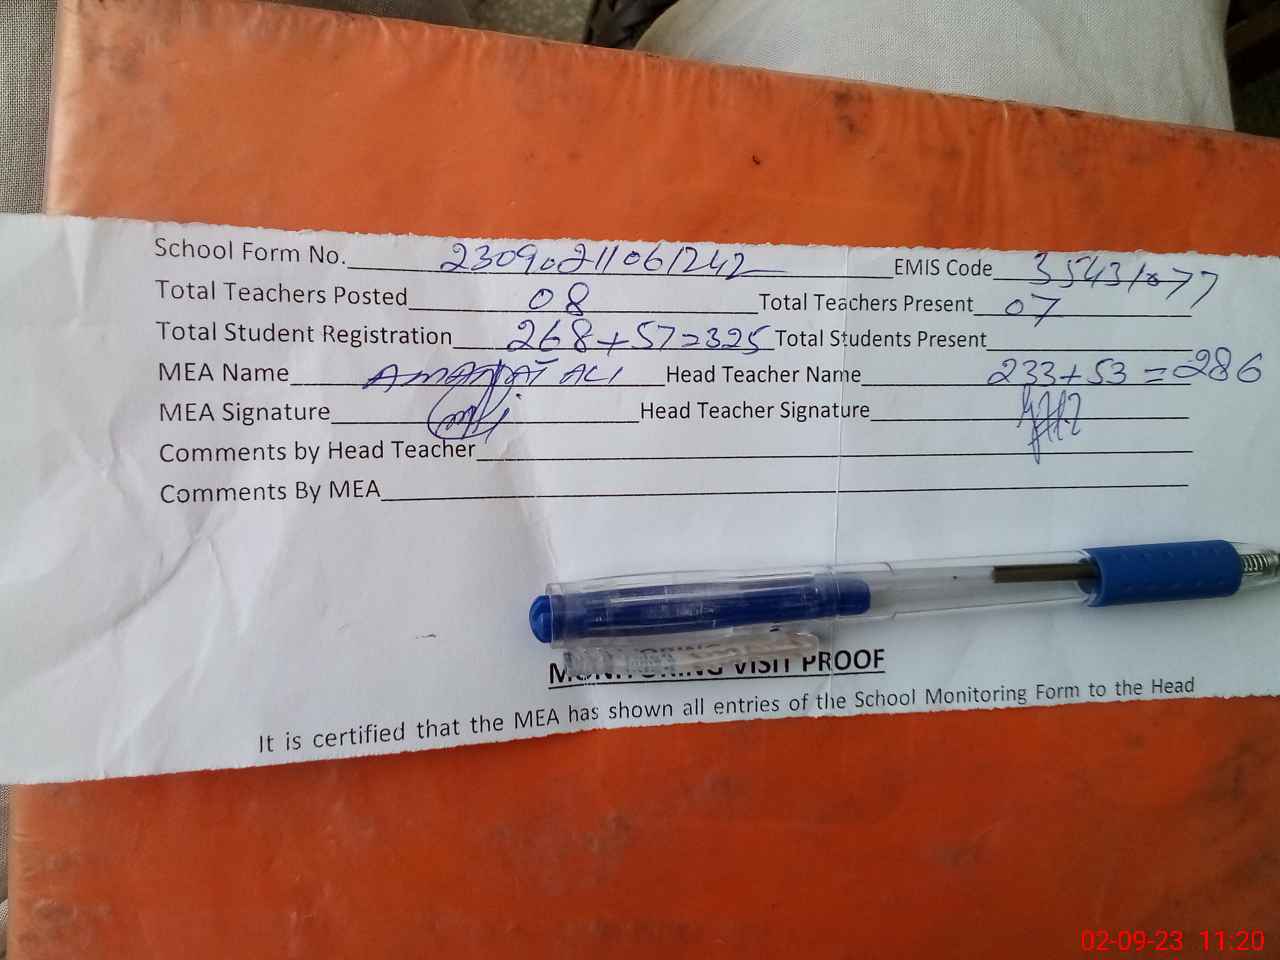 School Form No. 23090211061242 EMIS Code 35431077
Total Teachers Posted 08 Total Teachers Present 07
Total Student Registration 268+57=325 Total Students Present
MEA Name AMANAT ALI Head Teacher Name 233+53=286
MEA Signature Head Teacher Signature
Comments by Head Teacher
Comments By MEA
MONITORING VISIT PROOF
It is certified that the MEA has shown all entries of the School Monitoring Form to the Head
02-09-23 11:20